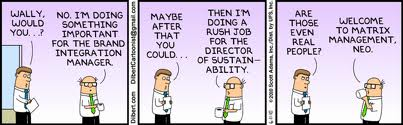 WALLY,
WOULD
YOU...?
NO. I'M DOING
SOMETHING
IMPORTANT
FOR THE BRAND
INTEGRATION
MANAGER.
Dilbert.com
DilbertCartoonist@gmail.com
MAYBE
AFTER
THAT
YOU
COULD...
THEN I'M
DOING A
RUSH JOB
FOR THE
DIRECTOR
OF SUSTAIN-
ABILITY.
ARE
THOSE
EVEN
REAL
PEOPLE?
WELCOME
TO MATRIX
MANAGEMENT,
NEO.